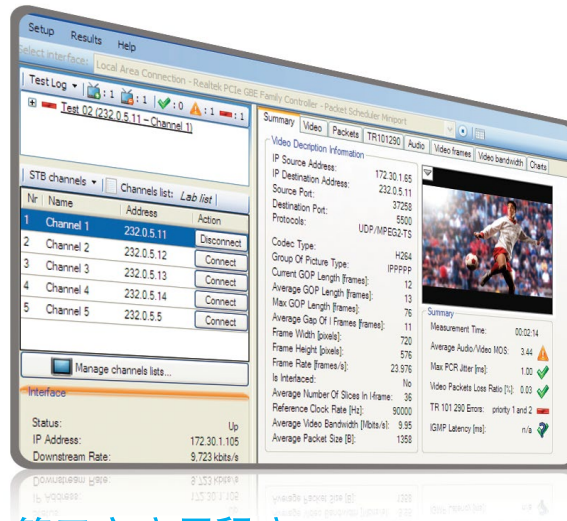 Setup Results Help
Select interface: Local Area Connection - Realtek PCIe GBE Family Controller - Packet Scheduler Miniport
Test Log :1 :1 :0 :1 :1
Test 02 (232.0.5.11 – Channel 1)
STB channels Channels list: Lab list
Nr Name Address Action
1 Channel 1 232.0.5.11 Disconnect
2 Channel 2 232.0.5.12 Connect
3 Channel 3 232.0.5.13 Connect
4 Channel 4 232.0.5.14 Connect
5 Channel 5 232.0.5.5 Connect
Manage channels lists...
Interface
Status: Up
IP Address: 172.30.1.105
Downstream Rate: 9,723 kbits/s
Summary Video Packets TR101290 Audio Video frames Video bandwidth Charts
Video Decription Information
IP Source Address: 172.30.1.65
IP Destination Address: 232.0.5.11
Source Port: 37258
Destination Port: 5500
Protocols: UDP/MPEG2-TS
Codec Type: H264
Group Of Picture Type: IPPPPP
Current GOP Length [frames]: 12
Average GOP Length [frames]: 13
Max GOP Length [frames]: 76
Average Gap Of I Frames [frames]: 11
Frame Width [pixels]: 720
Frame Height [pixels]: 576
Frame Rate [frames/s]: 23.976
Is Interlaced: No
Average Number Of Slices In I-frame: 36
Reference Clock Rate [Hz]: 90000
Average Video Bandwidth [Mbits/s]: 9.95
Average Packet Size [B]: 1358
Summary
Measurement Time: 00:02:14
Average Audio/Video MOS: 3.44
Max PCR Jitter [ms]: 1.00
Video Packets Loss Ratio [%]: 0.03
TR 101 290 Errors: priority 1 and 2
IGMP Latency [ms]: n/a